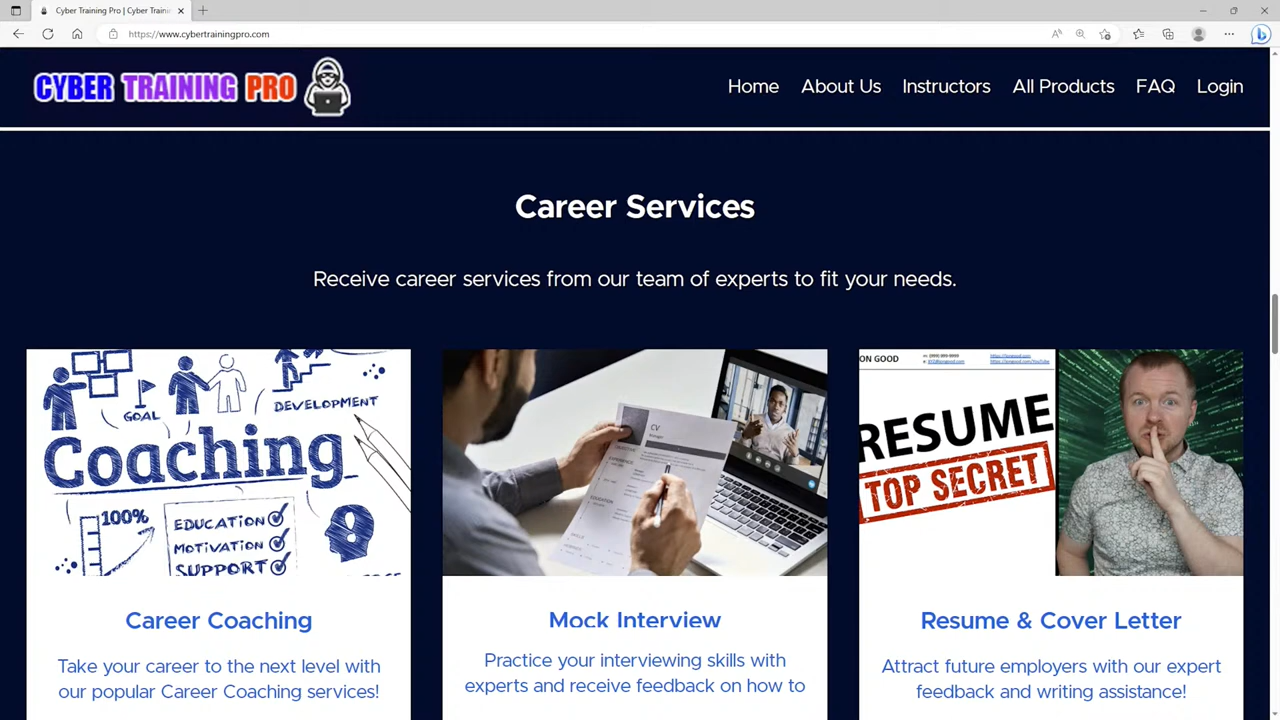 Cyber Training Pro | Cyber Traini
https://www.cybertrainingpro.com
CYBER TRAINING PRO
Home
About Us
Instructors
All Products
FAQ
Login
Career Services
Receive career services from our team of experts to fit your needs.
GOAL
DEVELOPMENT
Coaching
100%
EDUCATION
MOTIVATION
SUPPORT
CV
ON GOOD
RESUME
TOP SECRET
Career Coaching
Take your career to the next level with
our popular Career Coaching services!
Mock Interview
Practice your interviewing skills with
experts and receive feedback on how to
Resume & Cover Letter
Attract future employers with our expert
feedback and writing assistance!